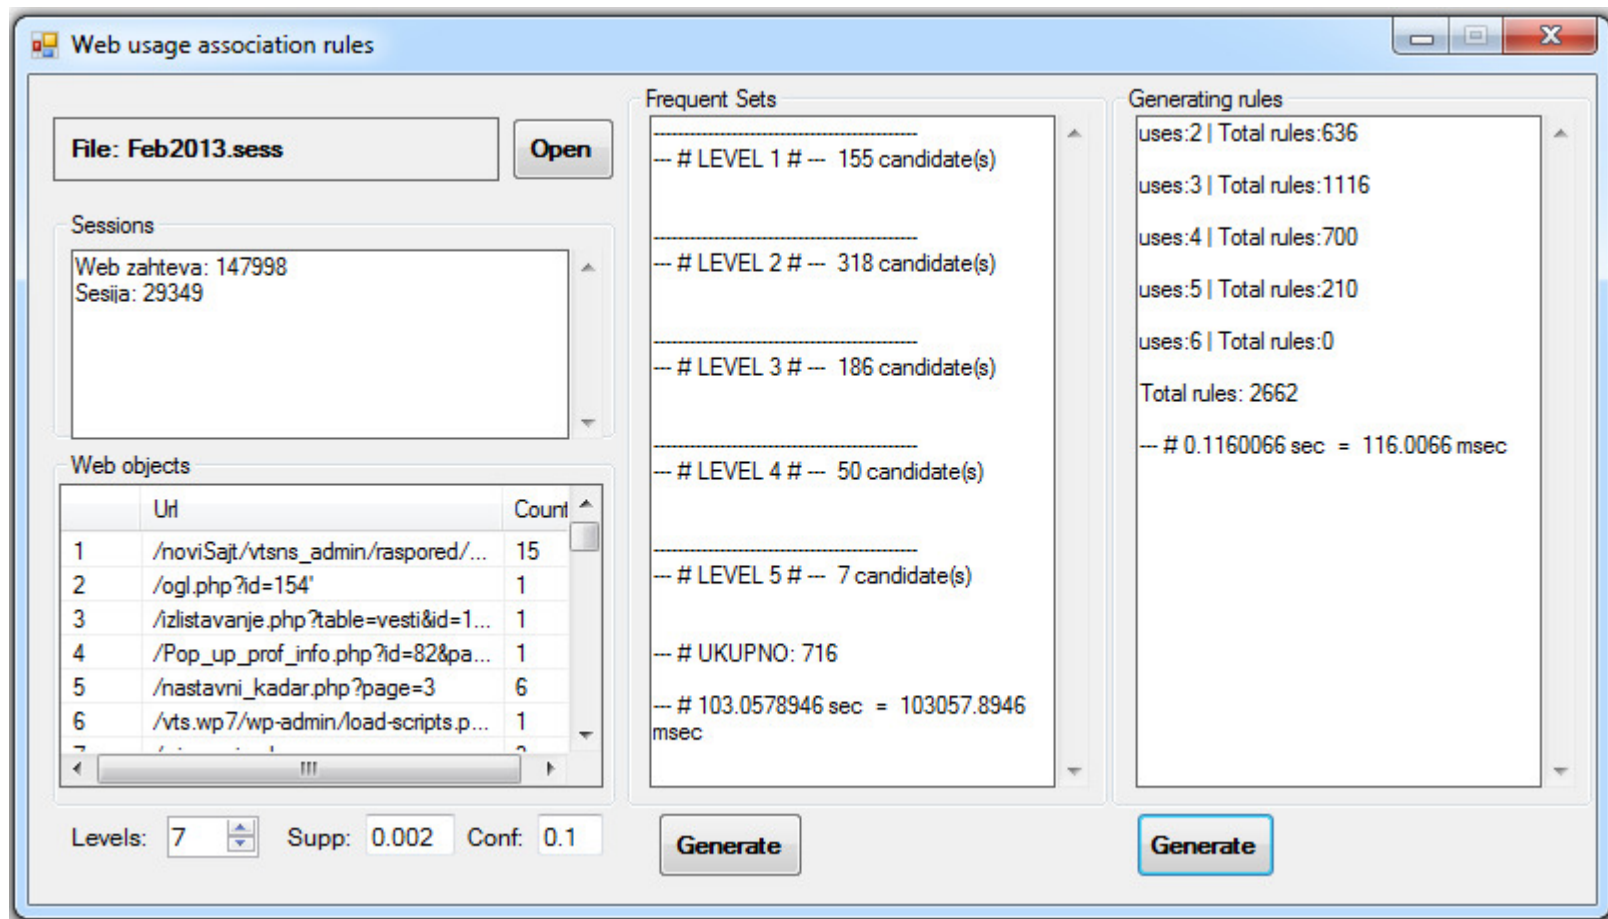 Web usage association rules
File: Feb2013.sess
Open
Sessions
Web zahteva: 147998
Sesija: 29349
Web objects
Url Count
1 /noviSajt/vtsns_admin/raspored/... 15
2 /ogl.php?id=154' 1
3 /izlistavanje.php?table=vesti&id=1... 1
4 /Pop_up_prof_info.php?id=82&pa... 1
5 /nastavni_kadar.php?page=3 6
6 /vts.wp7/wp-admin/load-scripts.p... 1
Levels: 7 Supp: 0.002 Conf: 0.1
Frequent Sets
--- # LEVEL 1 # --- 155 candidate(s)
--- # LEVEL 2 # --- 318 candidate(s)
--- # LEVEL 3 # --- 186 candidate(s)
--- # LEVEL 4 # --- 50 candidate(s)
--- # LEVEL 5 # --- 7 candidate(s)
--- # UKUPNO: 716
--- # 103.0578946 sec = 103057.8946
msec
Generate
Generating rules
uses:2 | Total rules:636
uses:3 | Total rules:1116
uses:4 | Total rules:700
uses:5 | Total rules:210
uses:6 | Total rules:0
Total rules: 2662
--- # 0.1160066 sec = 116.0066 msec
Generate